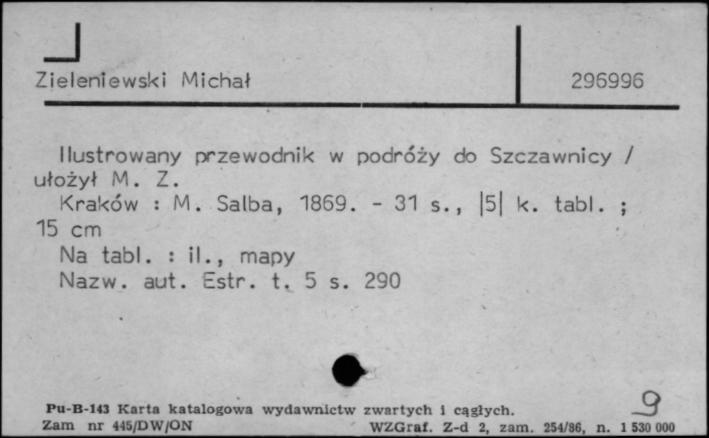 Zieleniewski Michał 296996
Ilustrowany przewodnik w podróży do Szczawnicy /
ułożył M. Z.
Kraków : M. Salba, 1869. - 31 s., |5| k. tabl. ;
15 cm
Na tabl. : il., mapy
Nazw. aut. Estr. t. 5 s. 290
9
Pu-B-143 Karta katalogowa wydawnictw zwartych i cągłych.
Zam nr 445/DW/ON WZGraf. Z-d 2, zam. 254/86, n. 1 530 000